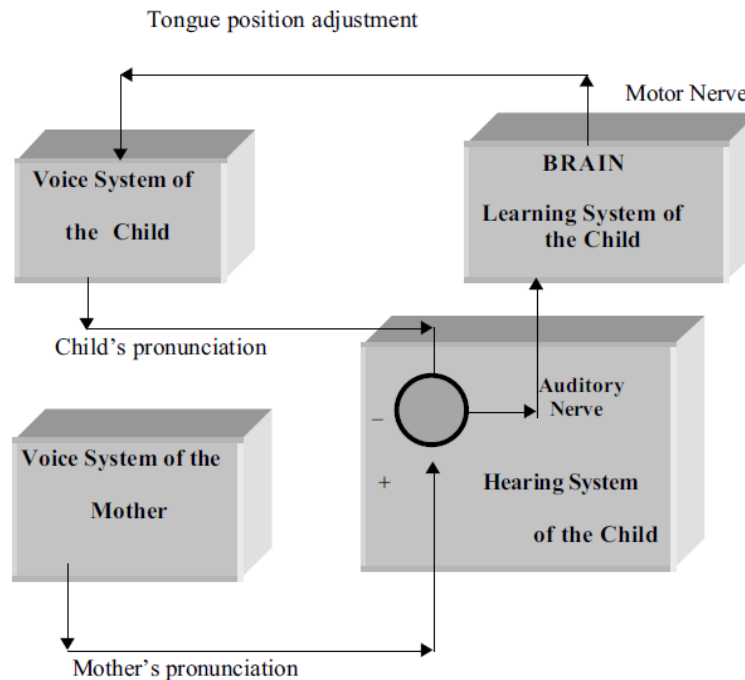 Tongue position adjustment
Motor Nerve
Voice System of
the Child
BRAIN
Learning System of
the Child
Child's pronunciation
Auditory
Nerve
−
+
Hearing System
of the Child
Voice System of the
Mother
Mother's pronunciation